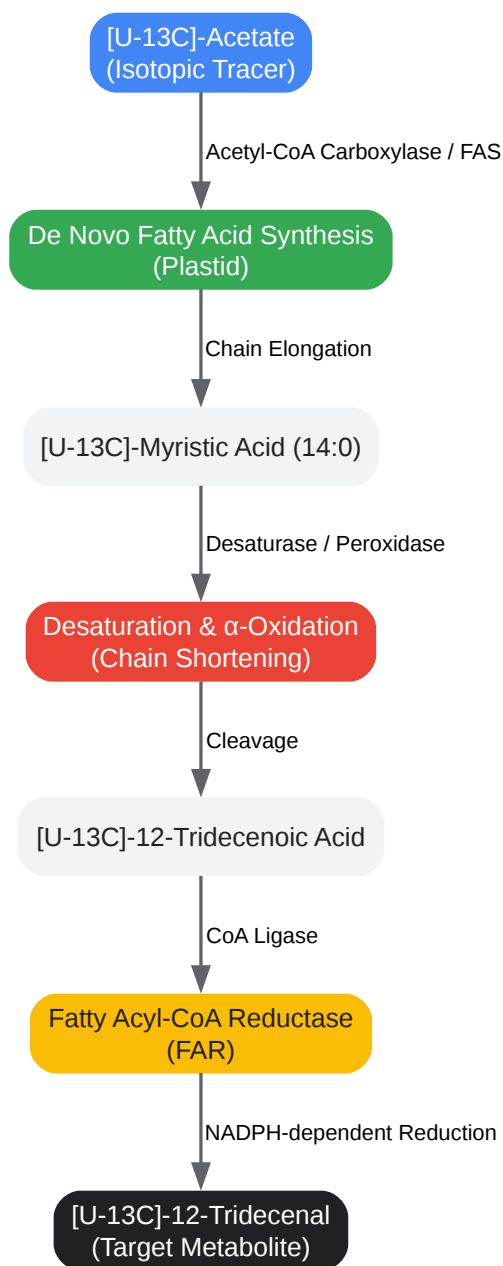 [U-13C]-Acetate
(Isotopic Tracer)
Acetyl-CoA Carboxylase / FAS
De Novo Fatty Acid Synthesis
(Plastid)
Chain Elongation
[U-13C]-Myristic Acid (14:0)
Desaturase / Peroxidase
Desaturation & α-Oxidation
(Chain Shortening)
Cleavage
[U-13C]-12-Tridecenoic Acid
CoA Ligase
Fatty Acyl-CoA Reductase
(FAR)
NADPH-dependent Reduction
[U-13C]-12-Tridecenal
(Target Metabolite)